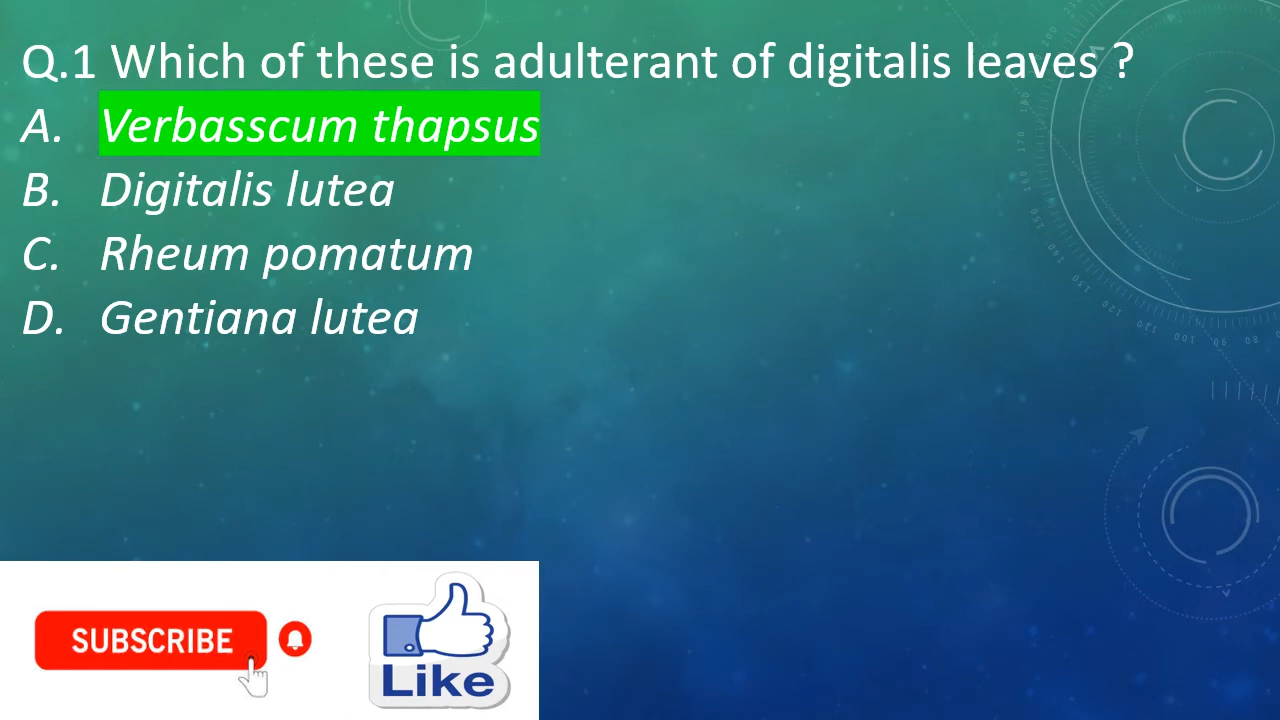 Q.1 Which of these is adulterant of digitalis leaves ?
A. Verbasscum thapsus
B. Digitalis lutea
C. Rheum pomatum
D. Gentiana lutea
SUBSCRIBE
Like